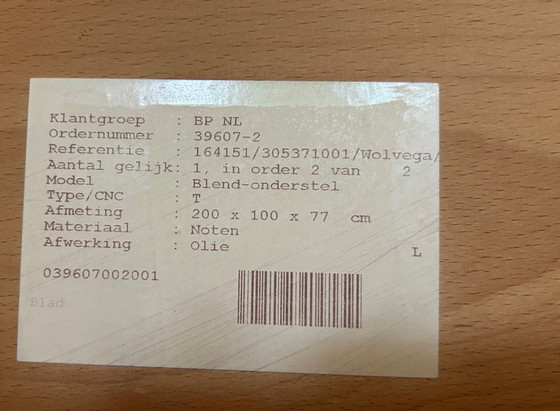 Klantgroep : BP NL
Ordernummer : 39607-2
Referentie : 164151/305371001/Wolvega/
Aantal gelijk: 1, in order 2 van 2
Model : Blend-onderstel
Type/CNC : T
Afmeting : 200 x 100 x 77 cm
Materiaal : Noten
Afwerking : Olie
L
039607002001
Blad